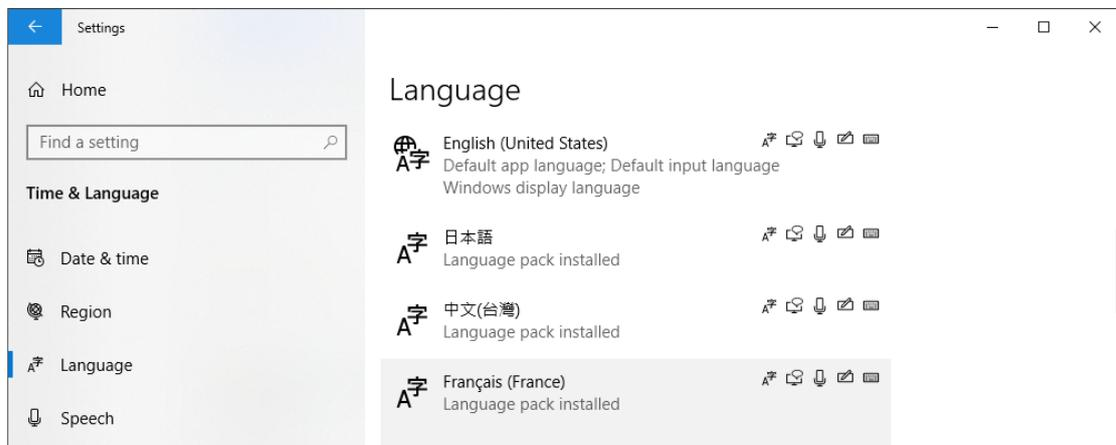 Settings
Home
Find a setting
Time & Language
Date & time
Region
Language
Speech
Language
English (United States)
Default app language; Default input language
Windows display language
日本語
Language pack installed
中文(台灣)
Language pack installed
Français (France)
Language pack installed